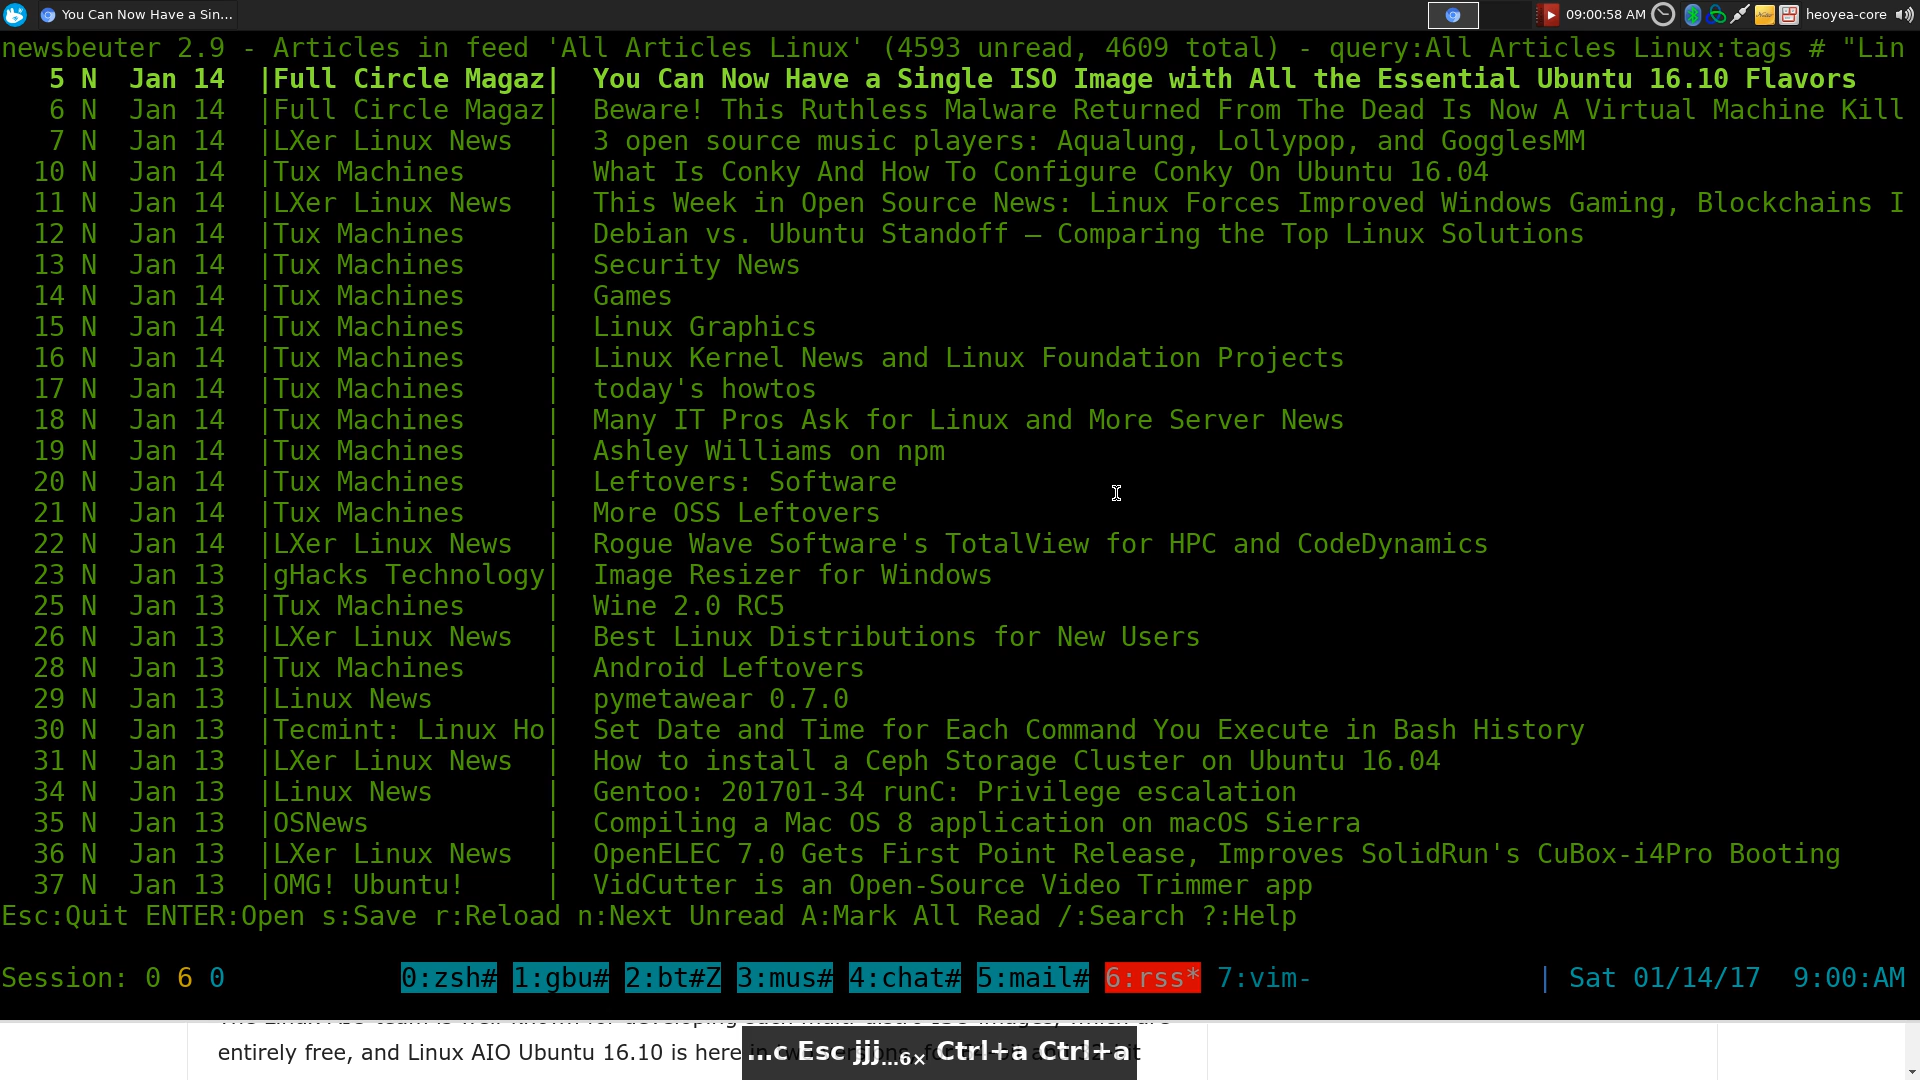 You Can Now Have a Sin... 09:00:58 AM heoyea-core
newsbeuter 2.9 - Articles in feed 'All Articles Linux' (4593 unread, 4609 total) - query:All Articles Linux:tags # "Lin
5 N Jan 14 |Full Circle Magaz| You Can Now Have a Single ISO Image with All the Essential Ubuntu 16.10 Flavors
6 N Jan 14 |Full Circle Magaz| Beware! This Ruthless Malware Returned From The Dead Is Now A Virtual Machine Kill
7 N Jan 14 |LXer Linux News | 3 open source music players: Aqualung, Lollypop, and GogglesMM
10 N Jan 14 |Tux Machines | What Is Conky And How To Configure Conky On Ubuntu 16.04
11 N Jan 14 |LXer Linux News | This Week in Open Source News: Linux Forces Improved Windows Gaming, Blockchains I
12 N Jan 14 |Tux Machines | Debian vs. Ubuntu Standoff – Comparing the Top Linux Solutions
13 N Jan 14 |Tux Machines | Security News
14 N Jan 14 |Tux Machines | Games
15 N Jan 14 |Tux Machines | Linux Graphics
16 N Jan 14 |Tux Machines | Linux Kernel News and Linux Foundation Projects
17 N Jan 14 |Tux Machines | today's howtos
18 N Jan 14 |Tux Machines | Many IT Pros Ask for Linux and More Server News
19 N Jan 14 |Tux Machines | Ashley Williams on npm
20 N Jan 14 |Tux Machines | Leftovers: Software
21 N Jan 14 |Tux Machines | More OSS Leftovers
22 N Jan 14 |LXer Linux News | Rogue Wave Software's TotalView for HPC and CodeDynamics
23 N Jan 13 |gHacks Technology| Image Resizer for Windows
25 N Jan 13 |Tux Machines | Wine 2.0 RC5
26 N Jan 13 |LXer Linux News | Best Linux Distributions for New Users
28 N Jan 13 |Tux Machines | Android Leftovers
29 N Jan 13 |Linux News | pymetawear 0.7.0
30 N Jan 13 |Tecmint: Linux Ho| Set Date and Time for Each Command You Execute in Bash History
31 N Jan 13 |LXer Linux News | How to install a Ceph Storage Cluster on Ubuntu 16.04
34 N Jan 13 |Linux News | Gentoo: 201701-34 runC: Privilege escalation
35 N Jan 13 |OSNews | Compiling a Mac OS 8 application on macOS Sierra
36 N Jan 13 |LXer Linux News | OpenELEC 7.0 Gets First Point Release, Improves SolidRun's CuBox-i4Pro Booting
37 N Jan 13 |OMG! Ubuntu! | VidCutter is an Open-Source Video Trimmer app
Esc:Quit ENTER:Open s:Save r:Reload n:Next Unread A:Mark All Read /:Search ?:Help
Session: 0 6 0 0:zsh# 1:gbu# 2:bt#Z 3:mus# 4:chat# 5:mail# 6:rss* 7:vim- | Sat 01/14/17 9:00:AM
entirely free, and Linux AIO Ubuntu 16.10 is here
...c Esc jjj...6× Ctrl+a Ctrl+a